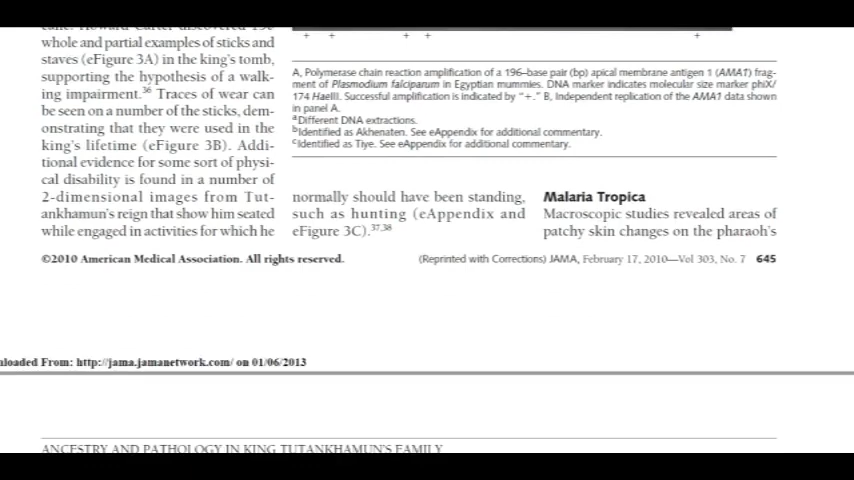 cane. Howard Carter discovered 130
whole and partial examples of sticks and
staves (eFigure 3A) in the king's tomb,
supporting the hypothesis of a walk-
ing impairment.36 Traces of wear can
be seen on a number of the sticks, dem-
onstrating that they were used in the
king's lifetime (eFigure 3B). Addi-
tional evidence for some sort of physi-
cal disability is found in a number of
2-dimensional images from Tut-
ankhamun's reign that show him seated
while engaged in activities for which he
+ + + + +
A, Polymerase chain reaction amplification of a 196–base pair (bp) apical membrane antigen 1 (AMA1) frag-
ment of Plasmodium falciparum in Egyptian mummies. DNA marker indicates molecular size marker phiX/
174 HaeIII. Successful amplification is indicated by "+." B, Independent replication of the AMA1 data shown
in panel A.
aDifferent DNA extractions.
bIdentified as Akhenaten. See eAppendix for additional commentary.
cIdentified as Tiye. See eAppendix for additional commentary.
normally should have been standing,
such as hunting (eAppendix and
eFigure 3C).37,38
Malaria Tropica
Macroscopic studies revealed areas of
patchy skin changes on the pharaoh's
©2010 American Medical Association. All rights reserved.
(Reprinted with Corrections) JAMA, February 17, 2010—Vol 303, No. 7 645
nloaded From: http://jama.jamanetwork.com/ on 01/06/2013
ANCESTRY AND PATHOLOGY IN KING TUTANKHAMUN'S FAMILY